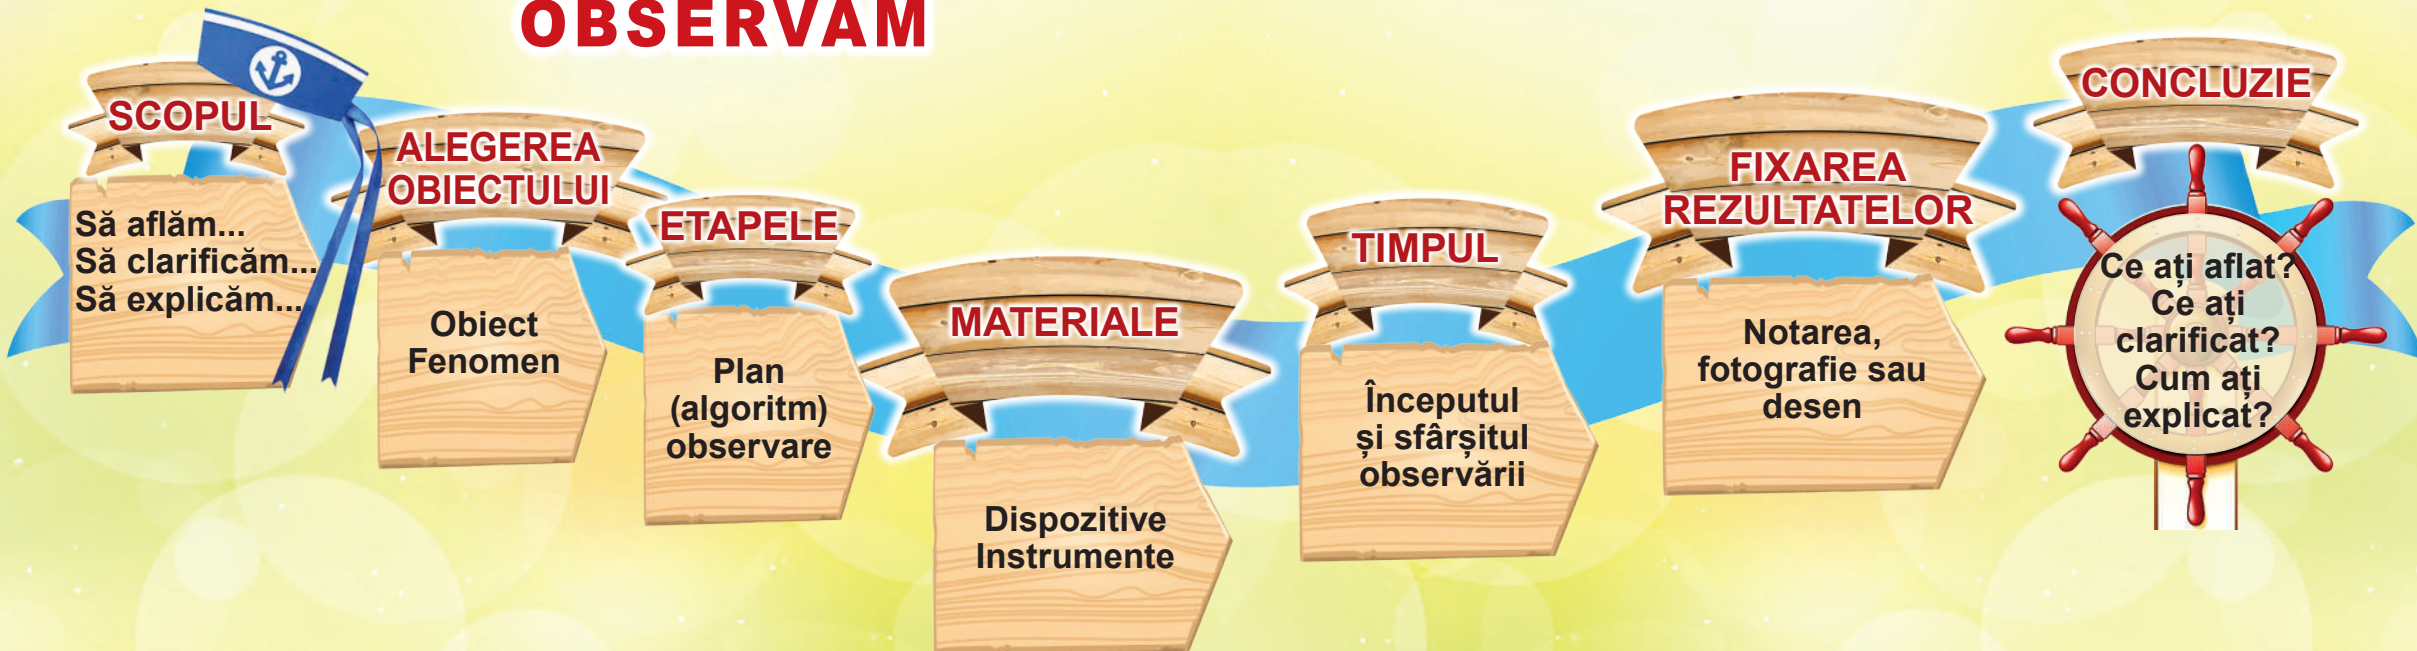 OBSERVĂM
SCOPUL
Să aflăm...
Să clarificăm...
Să explicăm...
ALEGEREA
OBIECTULUI
Obiect
Fenomen
ETAPELE
Plan
(algoritm)
observare
MATERIALE
Dispozitive
Instrumente
TIMPUL
Începutul
și sfârșitul
observării
FIXAREA
REZULTATELOR
Notarea,
fotografie sau
desen
CONCLUZIE
Ce ați aflat?
Ce ați
clarificat?
Cum ați
explicat?